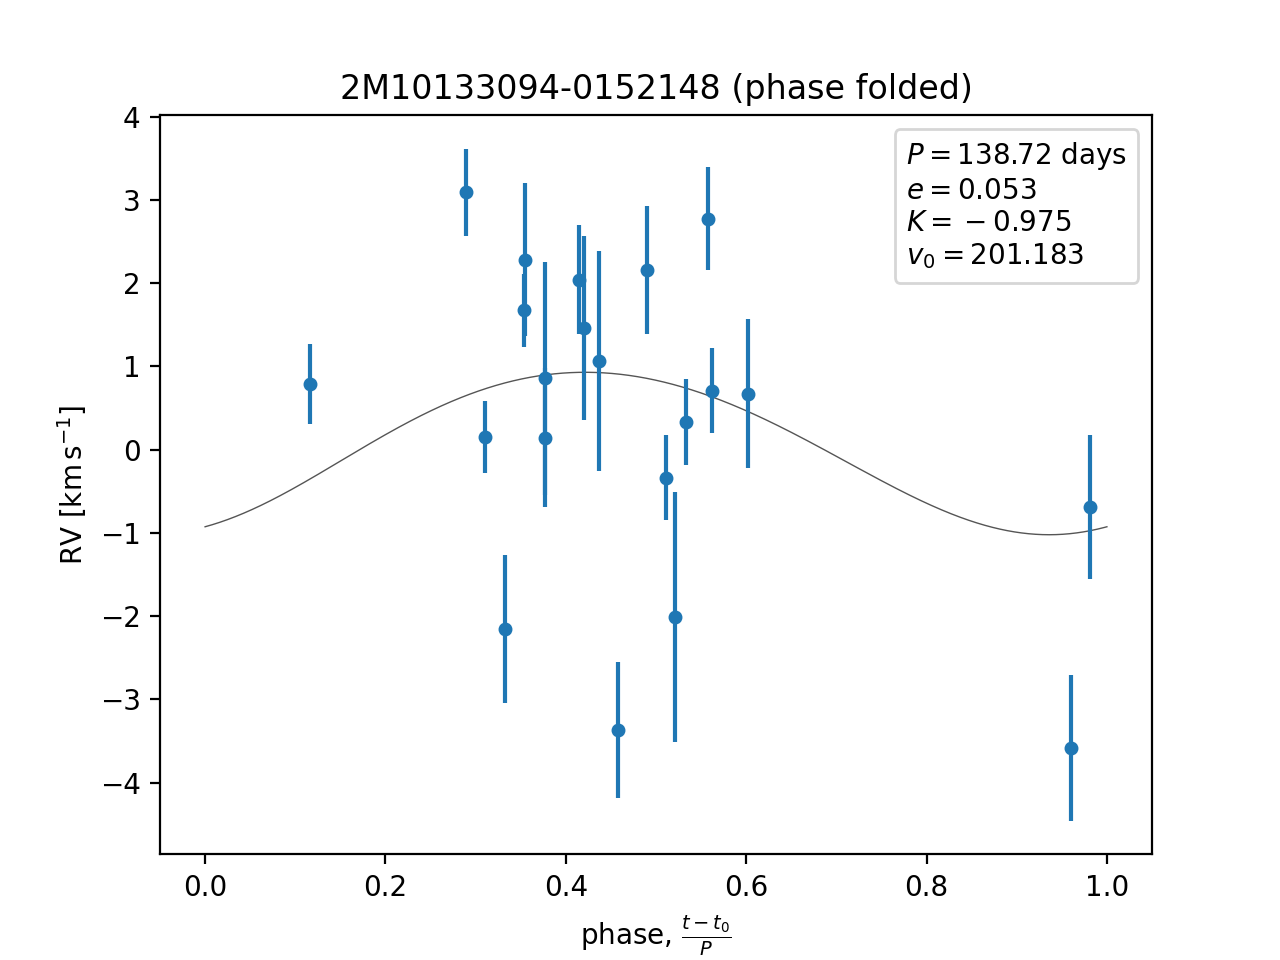 2M10133094-0152148 (phase folded)
P = 138.72 days
e = 0.053
K = −0.975
v₀ = 201.183
4
3
2
1
0
−1
−2
−3
−4
RV [km s⁻¹]
0.0 0.2 0.4 0.6 0.8 1.0
phase, (t − t₀)/P